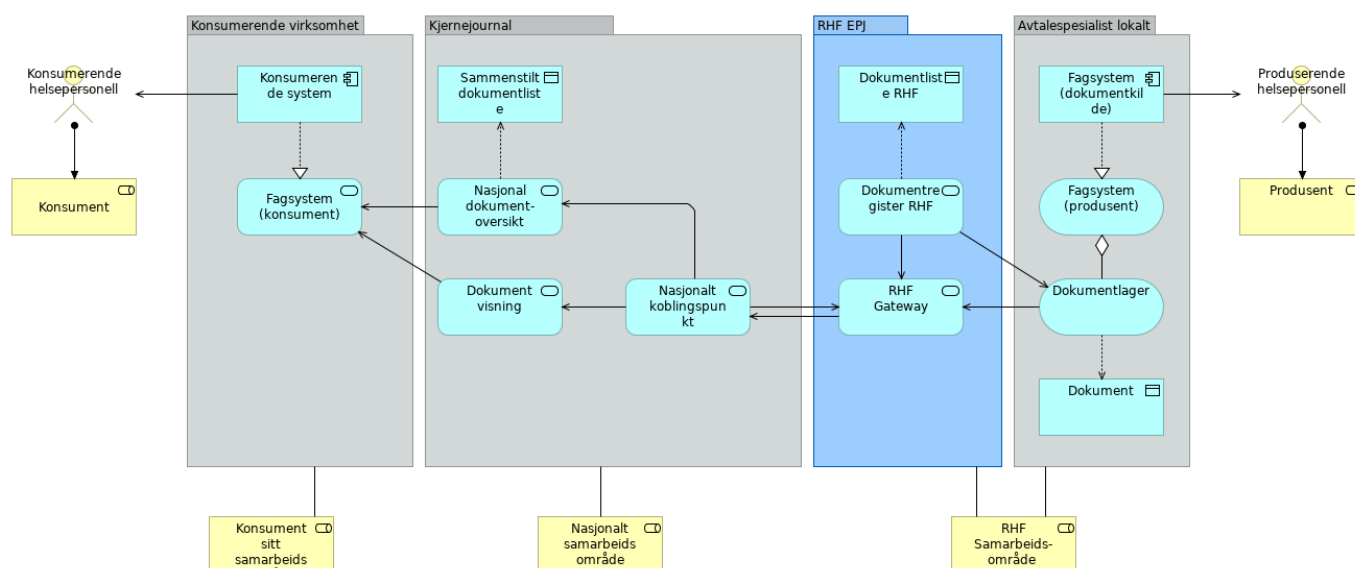 Konsumerende virksomhet
Kjernejournal
RHF EPJ
Avtalespesialist lokalt
Konsumerende
helsepersonell
Konsumeren
de system
Sammenstilt
dokumentlist
e
Dokumentlist
e RHF
Fagsystem
(dokumentkil
de)
Produserende
helsepersonell
Konsument
Fagsystem
(konsument)
Nasjonal
dokument-
oversikt
Dokumentre
gister RHF
Fagsystem
(produsent)
Produsent
Dokument
visning
Nasjonalt
koblingspun
kt
RHF
Gateway
Dokumentlager
Dokument
Konsument
sitt
samarbeids
Nasjonalt
samarbeids
område
RHF
Samarbeids-
område